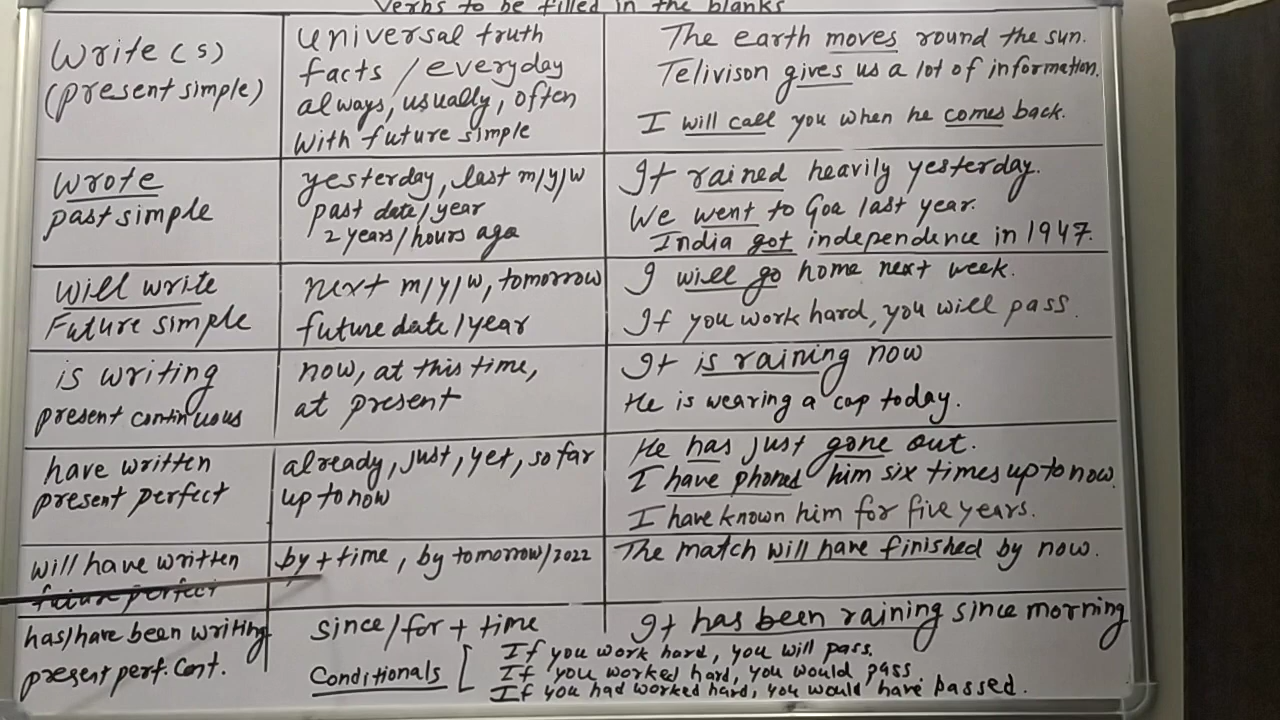 Verbs to be filled in the blanks
Write (s)
(present simple)
universal truth
facts / everyday
always, usually, often
with future simple
The earth moves round the sun.
Telivison gives us a lot of information.
I will call you when he comes back.
Wrote
past simple
yesterday, last m/y/w
past date/year
2 years/hours ago
It rained heavily yesterday.
We went to Goa last year.
India got independence in 1947.
will write
Future simple
next m/y/w, tomorrow
future date/year
I will go home next week.
If you work hard, you will pass.
is writing
present continuous
now, at this time,
at present
It is raining now
He is wearing a cap today.
have written
present perfect
already, just, yet, so far
up to now
He has just gone out.
I have phoned him six times up to now.
I have known him for five years.
will have written
future perfect
by + time, by tomorrow/2022
The match will have finished by now.
has/have been writing
present perf. cont.
since/for + time
It has been raining since morning
Conditionals
If you work hard, you will pass.
If you worked hard, you would pass.
If you had worked hard, you would have passed.